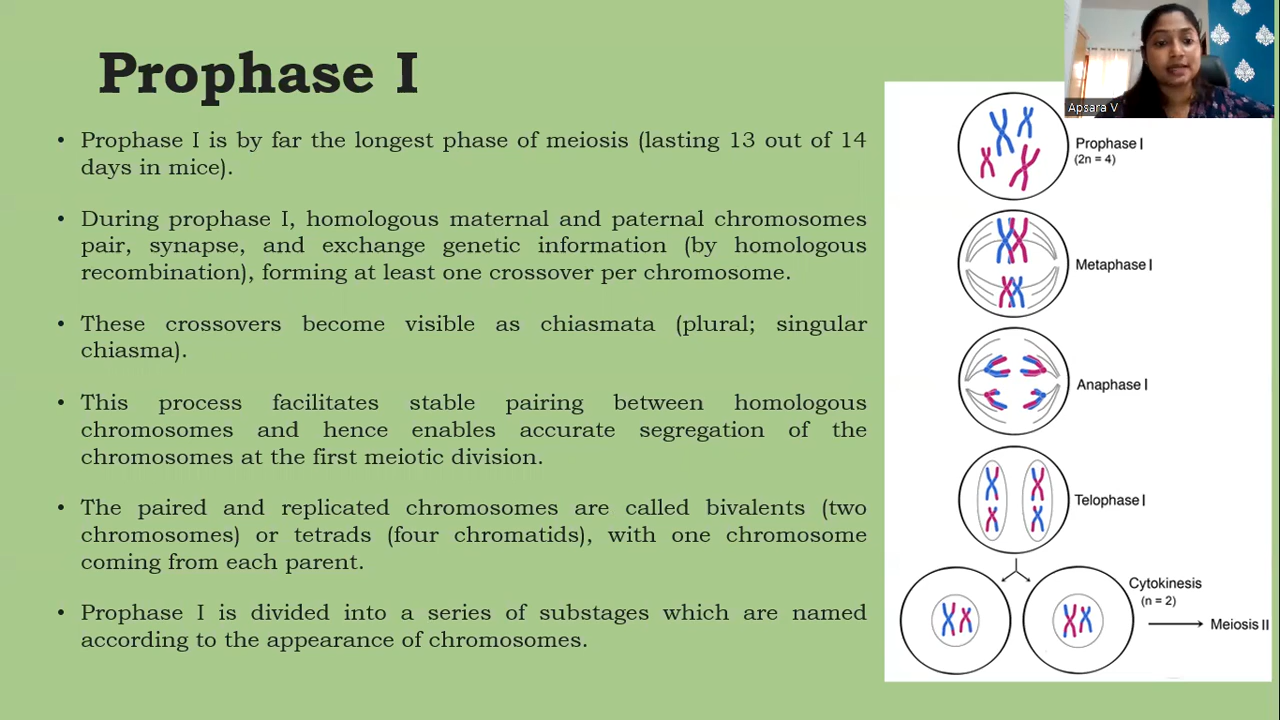 Prophase I
• Prophase I is by far the longest phase of meiosis (lasting 13 out of 14
days in mice).
• During prophase I, homologous maternal and paternal chromosomes
pair, synapse, and exchange genetic information (by homologous
recombination), forming at least one crossover per chromosome.
• These crossovers become visible as chiasmata (plural; singular
chiasma).
• This process facilitates stable pairing between homologous
chromosomes and hence enables accurate segregation of the
chromosomes at the first meiotic division.
• The paired and replicated chromosomes are called bivalents (two
chromosomes) or tetrads (four chromatids), with one chromosome
coming from each parent.
• Prophase I is divided into a series of substages which are named
according to the appearance of chromosomes.
Apsara V
Prophase I
(2n = 4)
Metaphase I
Anaphase I
Telophase I
Cytokinesis
(n = 2)
Meiosis II